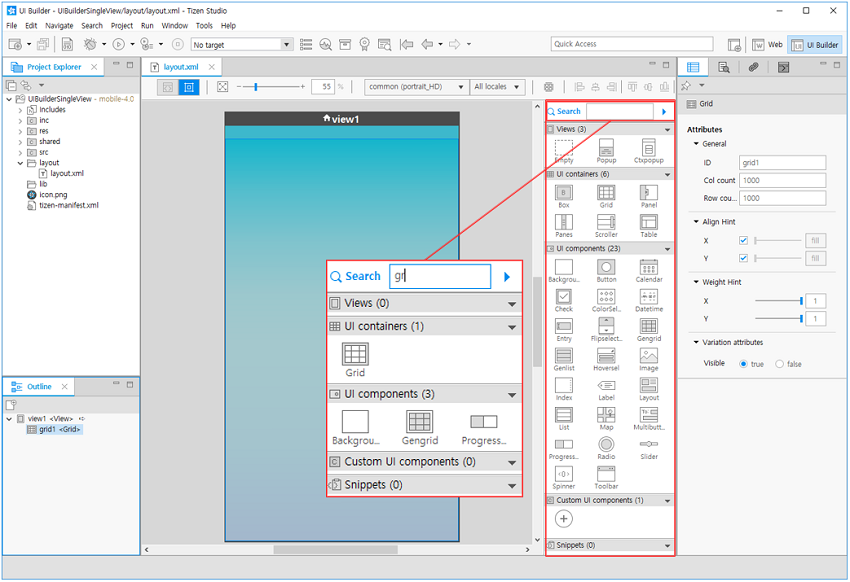 UI Builder - UIBuilderSingleView/layout/layout.xml - Tizen Studio
File Edit Navigate Search Project Run Window Tools Help
No target
Quick Access
Web
UI Builder
Project Explorer
UIBuilderSingleView - mobile-4.0
Includes
inc
res
shared
src
layout
layout.xml
lib
icon.png
tizen-manifest.xml
Outline
view1 <View>
grid1 <Grid>
layout.xml
55 %
common (portrait_HD)
All locales
view1
Search gr
Views (0)
UI containers (1)
Grid
UI components (3)
Backgrou... Gengrid Progress...
Custom UI components (0)
Snippets (0)
Search
Views (3)
Empty Popup Ctxpopup
UI containers (6)
Box Grid Panel
Panes Scroller Table
UI components (23)
Backgrou... Button Calendar
Check ColorSel... Datetime
Entry Flipselect... Gengrid
Genlist Hoversel Image
Index Label Layout
List Map Multibutt...
Progress... Radio Slider
Spinner Toolbar
Custom UI components (1)
Snippets (0)
Grid
Attributes
General
ID grid1
Col count 1000
Row cou... 1000
Align Hint
X fill
Y fill
Weight Hint
X 1
Y 1
Variation attributes
Visible true false